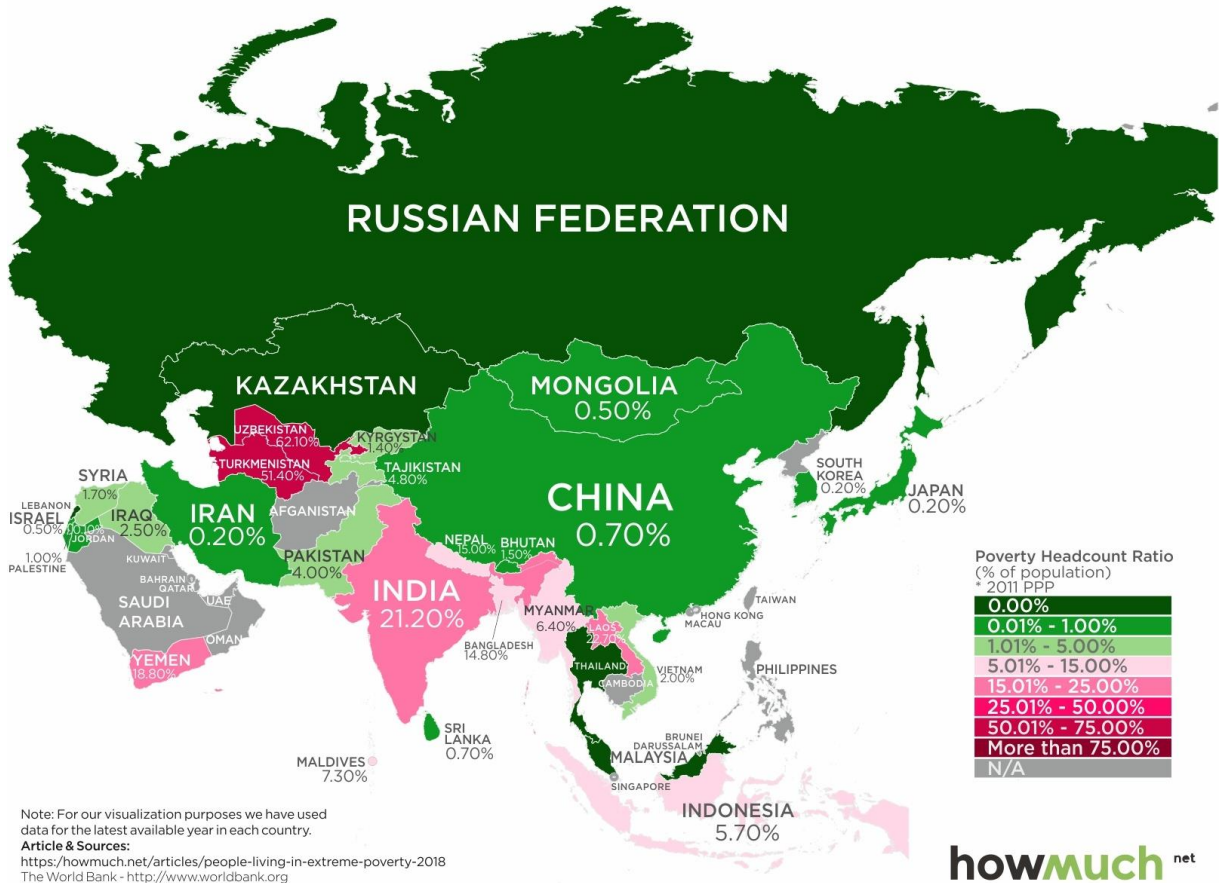 RUSSIAN FEDERATION
KAZAKHSTAN
MONGOLIA
0.50%
UZBEKISTAN
62.10%
KYRGYSTAN
1.40%
TURKMENISTAN
51.40%
TAJIKISTAN
4.80%
SYRIA
1.70%
LEBANON
ISRAEL
0.50%
0.10%
JORDAN
IRAQ
2.50%
IRAN
0.20%
AFGANISTAN
CHINA
0.70%
SOUTH
KOREA
0.20%
JAPAN
0.20%
1.00%
PALESTINE
KUWAIT
PAKISTAN
4.00%
NEPAL
15.00%
BHUTAN
1.50%
BAHRAIN
QATAR
UAE
SAUDI
ARABIA
OMAN
INDIA
21.20%
MYANMAR
6.40%
LAOS
22.70%
TAIWAN
HONG KONG
MACAU
YEMEN
18.80%
BANGLADESH
14.80%
THAILAND
CAMBODIA
VIETNAM
2.00%
PHILIPPINES
SRI
LANKA
0.70%
MALDIVES
7.30%
BRUNEI
DARUSSALAM
MALAYSIA
SINGAPORE
INDONESIA
5.70%
Poverty Headcount Ratio
(% of population)
* 2011 PPP
0.00%
0.01% - 1.00%
1.01% - 5.00%
5.01% - 15.00%
15.01% - 25.00%
25.01% - 50.00%
50.01% - 75.00%
More than 75.00%
N/A
Note: For our visualization purposes we have used
data for the latest available year in each country.
Article & Sources:
https:/howmuch.net/articles/people-living-in-extreme-poverty-2018
The World Bank - http://www.worldbank.org
howmuch net